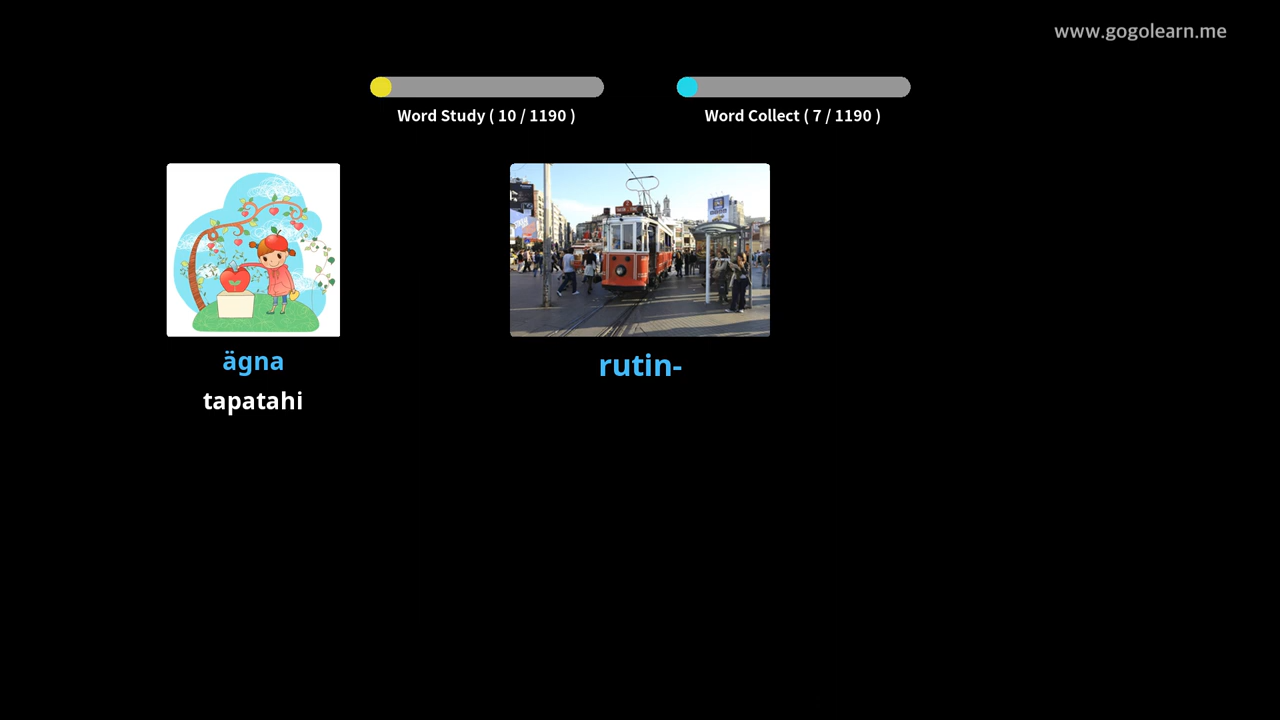 www.gogolearn.me
Word Study ( 10 / 1190 )
Word Collect ( 7 / 1190 )
ägna
tapatahi
rutin-